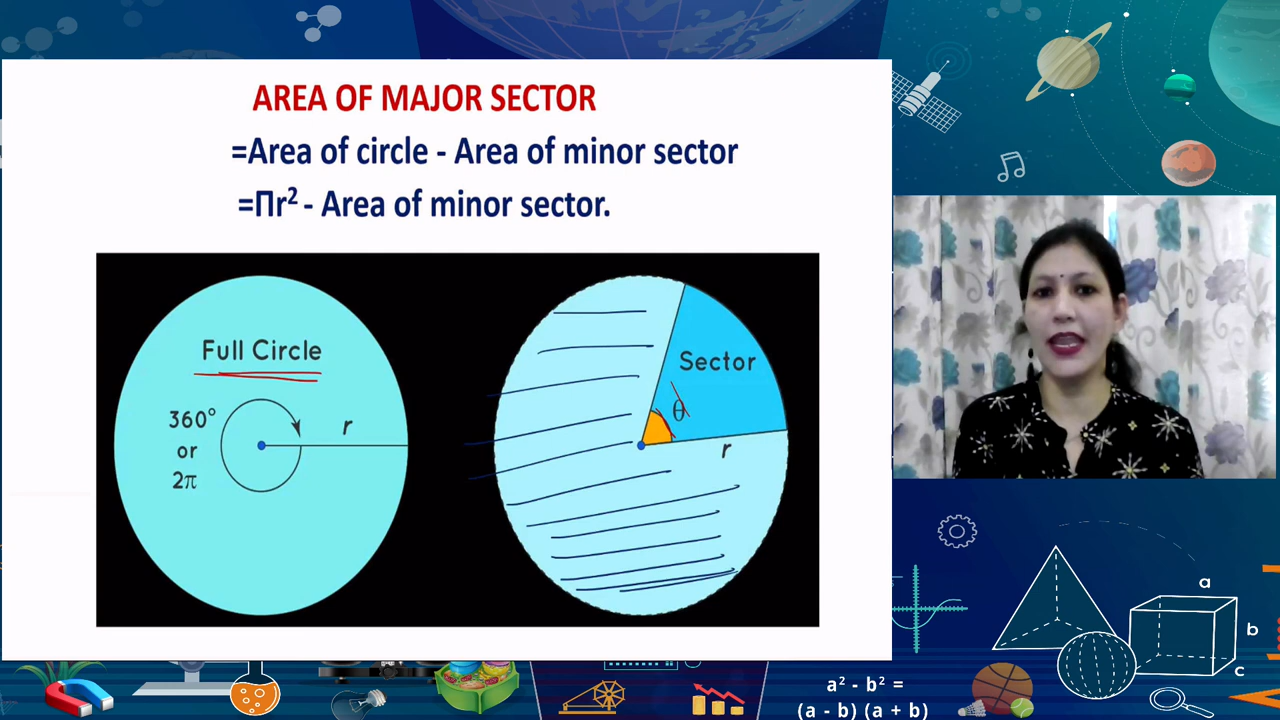 AREA OF MAJOR SECTOR
=Area of circle - Area of minor sector
=Πr² - Area of minor sector.
Full Circle
360°
or
2π
r
Sector
θ
r
a
b
c
a² - b² =
(a - b) (a + b)